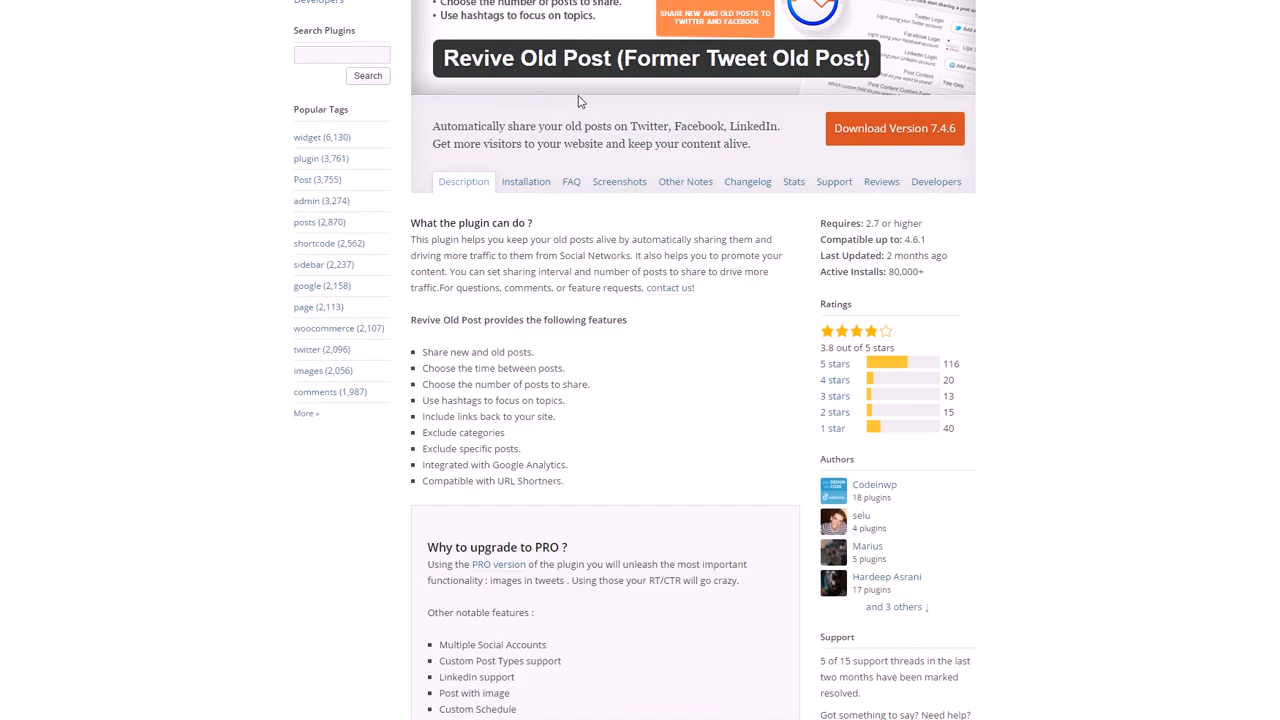 Developers
Search Plugins
Search
Popular Tags
widget (6,130)
plugin (3,761)
Post (3,755)
admin (3,274)
posts (2,870)
shortcode (2,562)
sidebar (2,237)
google (2,158)
page (2,113)
woocommerce (2,107)
twitter (2,096)
images (2,056)
comments (1,987)
More »
Choose the number of posts to share.
• Use hashtags to focus on topics.
SHARE NEW AND OLD POSTS TO
TWITTER AND FACEBOOK
Twitter Login
Facebook Login
Linkedin Login
Post Content
Revive Old Post (Former Tweet Old Post)
Automatically share your old posts on Twitter, Facebook, LinkedIn.
Get more visitors to your website and keep your content alive.
Download Version 7.4.6
Description Installation FAQ Screenshots Other Notes Changelog Stats Support Reviews Developers
What the plugin can do ?
This plugin helps you keep your old posts alive by automatically sharing them and
driving more traffic to them from Social Networks. It also helps you to promote your
content. You can set sharing interval and number of posts to share to drive more
traffic.For questions, comments, or feature requests, contact us!
Revive Old Post provides the following features
▪ Share new and old posts.
▪ Choose the time between posts.
▪ Choose the number of posts to share.
▪ Use hashtags to focus on topics.
▪ Include links back to your site.
▪ Exclude categories
▪ Exclude specific posts.
▪ Integrated with Google Analytics.
▪ Compatible with URL Shortners.
Why to upgrade to PRO ?
Using the PRO version of the plugin you will unleash the most important
functionality : images in tweets . Using those your RT/CTR will go crazy.
Other notable features :
▪ Multiple Social Accounts
▪ Custom Post Types support
▪ LinkedIn support
▪ Post with image
▪ Custom Schedule
Requires: 2.7 or higher
Compatible up to: 4.6.1
Last Updated: 2 months ago
Active Installs: 80,000+
Ratings
3.8 out of 5 stars
5 stars 116
4 stars 20
3 stars 13
2 stars 15
1 star 40
Authors
Codeinwp
18 plugins
selu
4 plugins
Marius
5 plugins
Hardeep Asrani
17 plugins
and 3 others ↓
Support
5 of 15 support threads in the last
two months have been marked
resolved.
Got something to say? Need help?